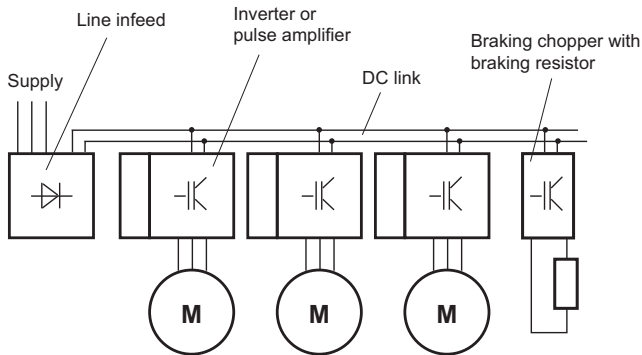 Line infeed
Inverter or
pulse amplifier
Braking chopper with
braking resistor
Supply
DC link
M
M
M